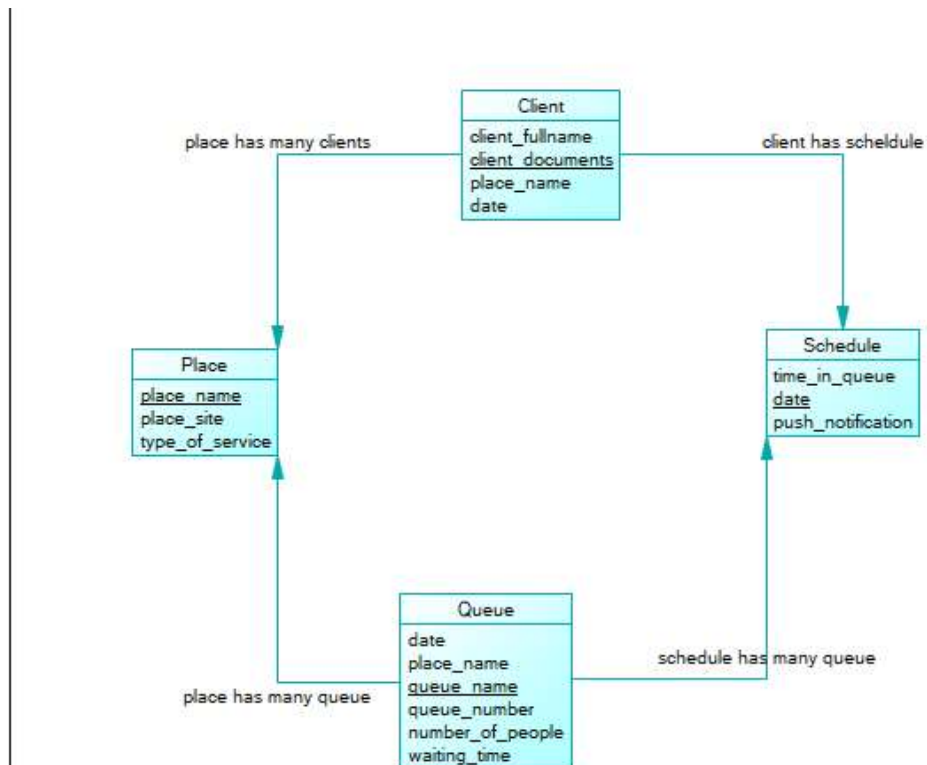 Client
client_fullname
client_documents
place_name
date
place has many clients
client has scheldule
Place
place_name
place_site
type_of_service
Schedule
time_in_queue
date
push_notification
Queue
date
place_name
queue_name
queue_number
number_of_people
waiting_time
place has many queue
schedule has many queue